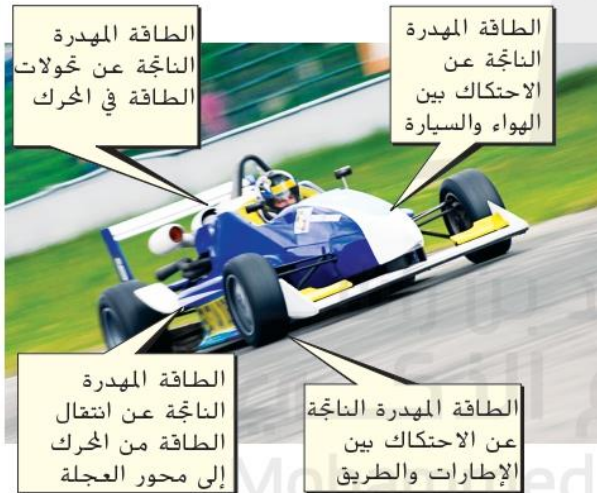 الطاقة المهدرة
الناتجة عن
الاحتكاك بين
الهواء والسيارة
الطاقة المهدرة
الناتجة عن تحولات
الطاقة في المحرك
الطاقة المهدرة الناتجة
عن الاحتكاك بين
الإطارات والطريق
الطاقة المهدرة
الناتجة عن انتقال
الطاقة من المحرك
إلى محور العجلة
Mohammed